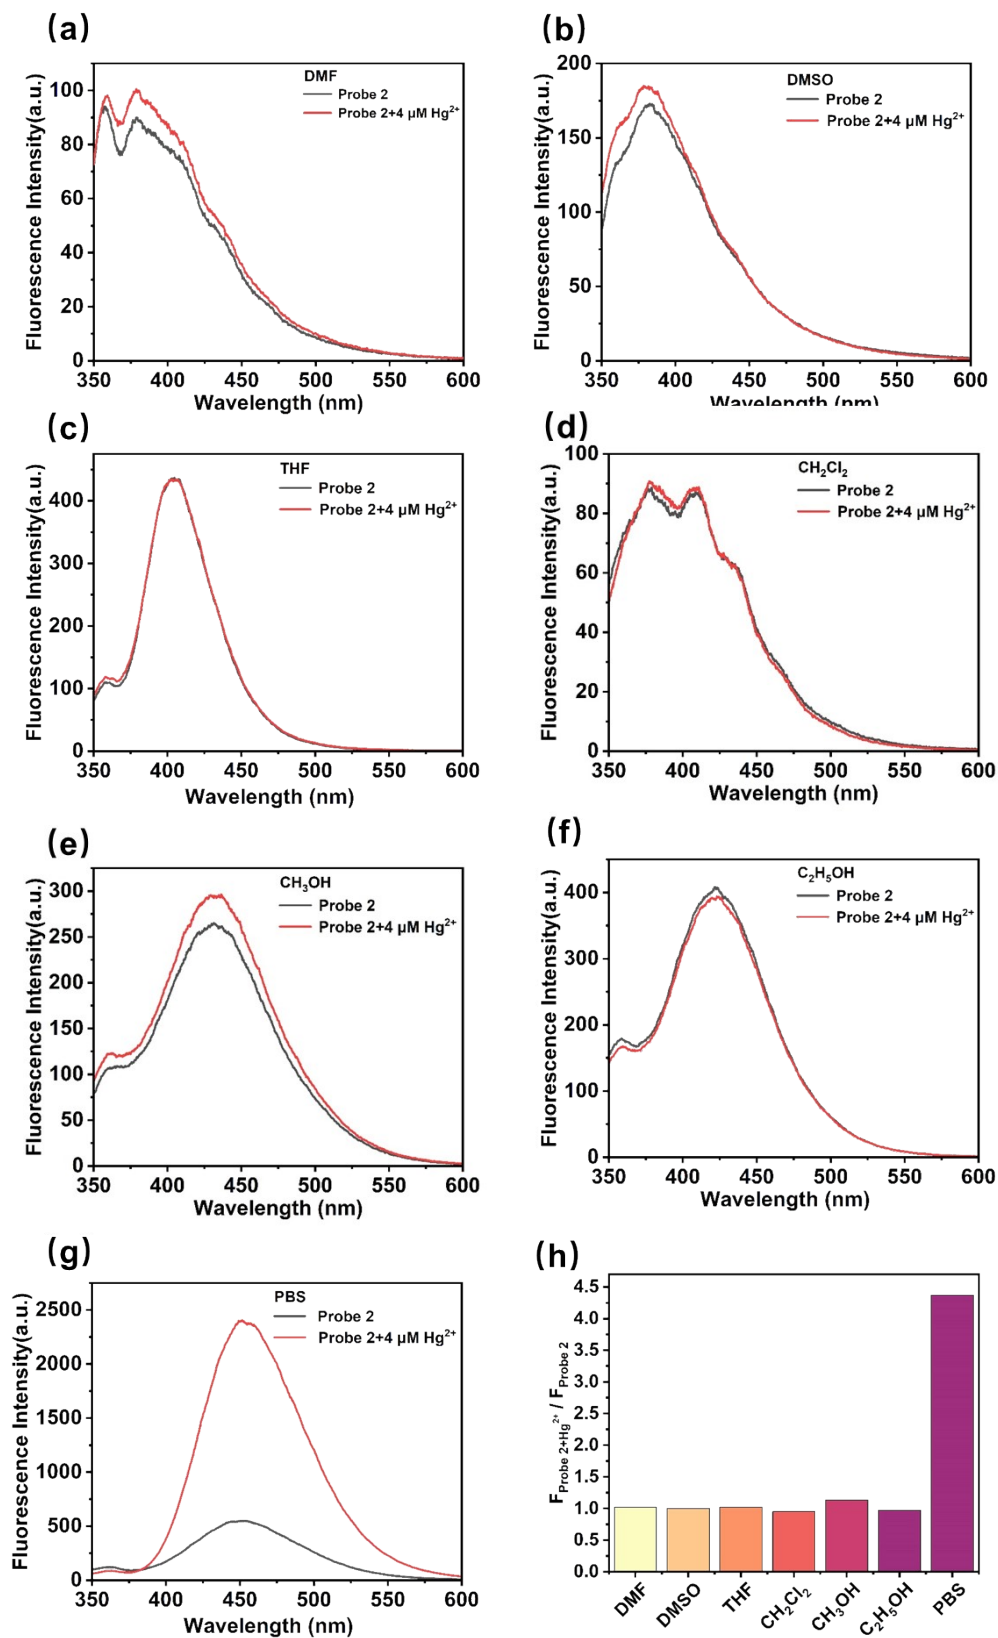 (a)
DMF
Probe 2
Probe 2+4 μM Hg²⁺
100
80
60
40
20
0
350 400 450 500 550 600
Wavelength (nm)
Fluorescence Intensity(a.u.)
(b)
DMSO
Probe 2
Probe 2+4 μM Hg²⁺
200
150
100
50
0
350 400 450 500 550 600
Wavelength (nm)
Fluorescence Intensity(a.u.)
(c)
THF
Probe 2
Probe 2+4 μM Hg²⁺
400
300
200
100
0
350 400 450 500 550 600
Wavelength (nm)
Fluorescence Intensity(a.u.)
(d)
CH₂Cl₂
Probe 2
Probe 2+4 μM Hg²⁺
100
80
60
40
20
0
350 400 450 500 550 600
Wavelength (nm)
Fluorescence Intensity(a.u.)
(e)
CH₃OH
Probe 2
Probe 2+4 μM Hg²⁺
300
250
200
150
100
50
0
350 400 450 500 550 600
Wavelength (nm)
Fluorescence Intensity(a.u.)
(f)
C₂H₅OH
Probe 2
Probe 2+4 μM Hg²⁺
400
300
200
100
0
350 400 450 500 550 600
Wavelength (nm)
Fluorescence Intensity(a.u.)
(g)
PBS
Probe 2
Probe 2+4 μM Hg²⁺
2500
2000
1500
1000
500
0
350 400 450 500 550 600
Wavelength (nm)
Fluorescence Intensity(a.u.)
(h)
4.5
4.0
3.5
3.0
2.5
2.0
1.5
1.0
0.5
0.0
DMF DMSO THF CH₂Cl₂ CH₃OH C₂H₅OH PBS
F Probe 2+Hg²⁺ / F Probe 2